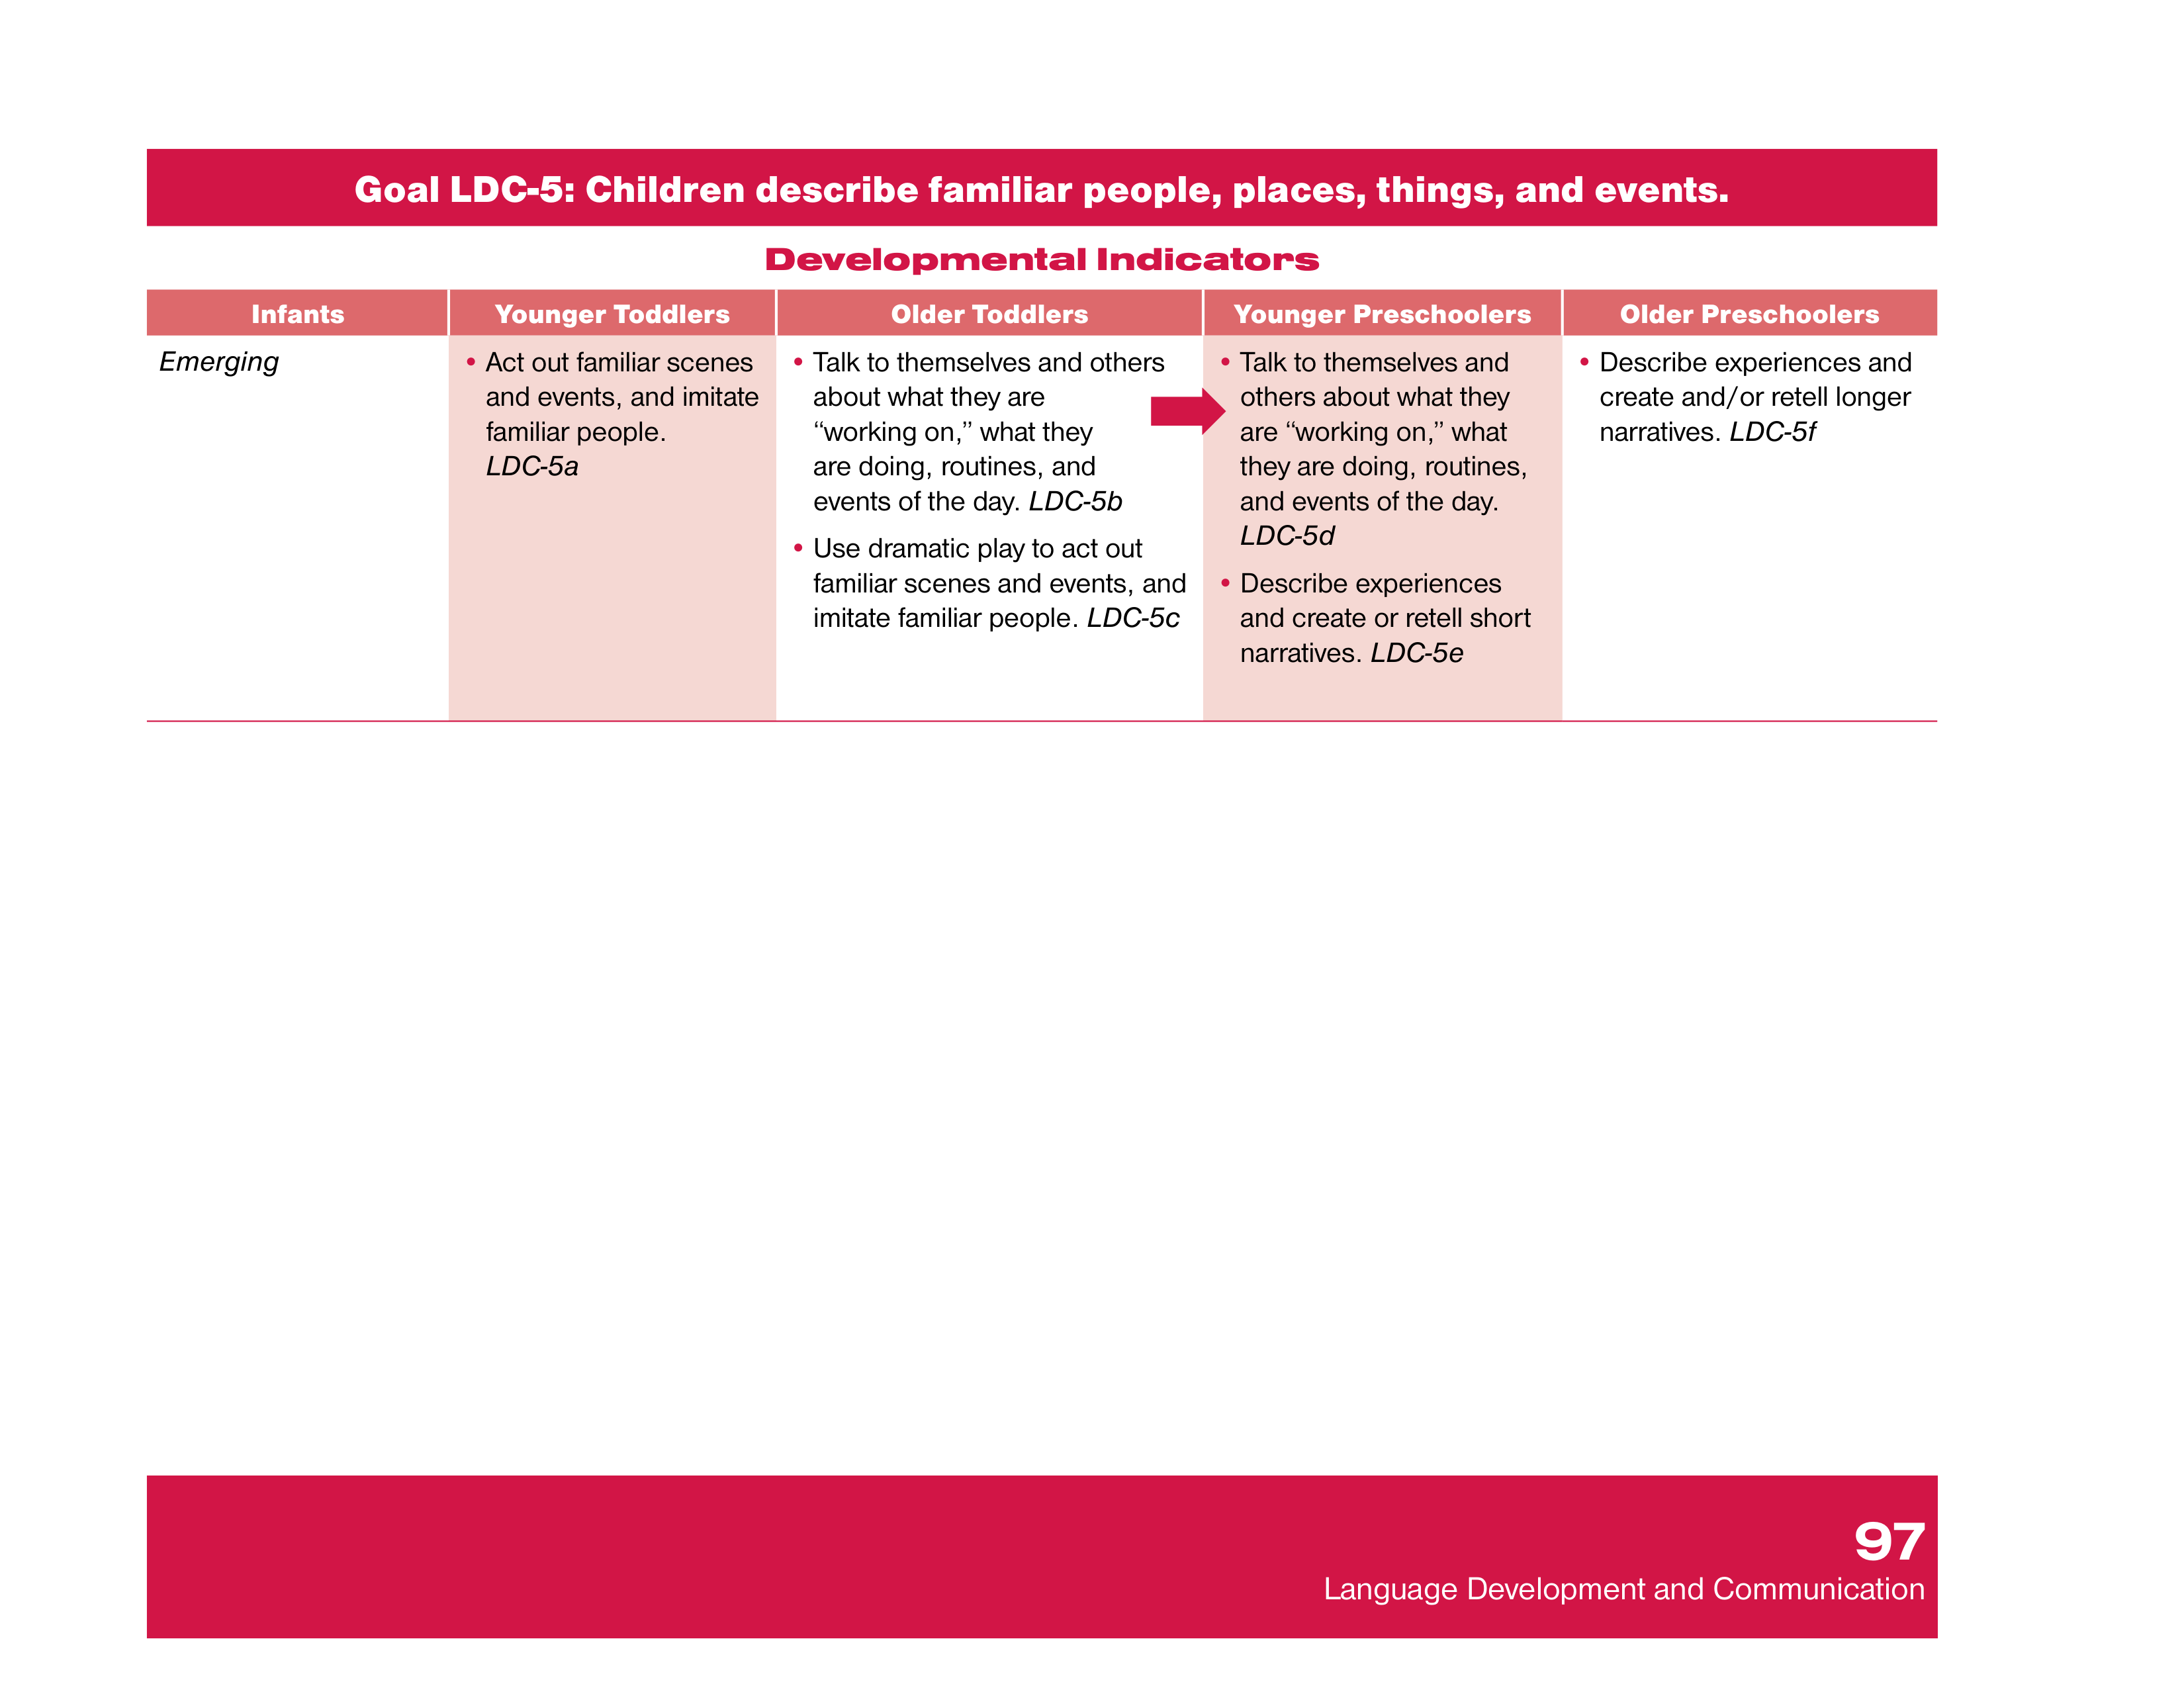 Goal LDC-5: Children describe familiar people, places, things, and events.
Developmental Indicators
Infants
Younger Toddlers
Older Toddlers
Younger Preschoolers
Older Preschoolers
Emerging
• Act out familiar scenes
and events, and imitate
familiar people.
LDC-5a
• Talk to themselves and others
about what they are
“working on,” what they
are doing, routines, and
events of the day. LDC-5b
• Use dramatic play to act out
familiar scenes and events, and
imitate familiar people. LDC-5c
• Talk to themselves and
others about what they
are “working on,” what
they are doing, routines,
and events of the day.
LDC-5d
• Describe experiences
and create or retell short
narratives. LDC-5e
• Describe experiences and
create and/or retell longer
narratives. LDC-5f
97
Language Development and Communication